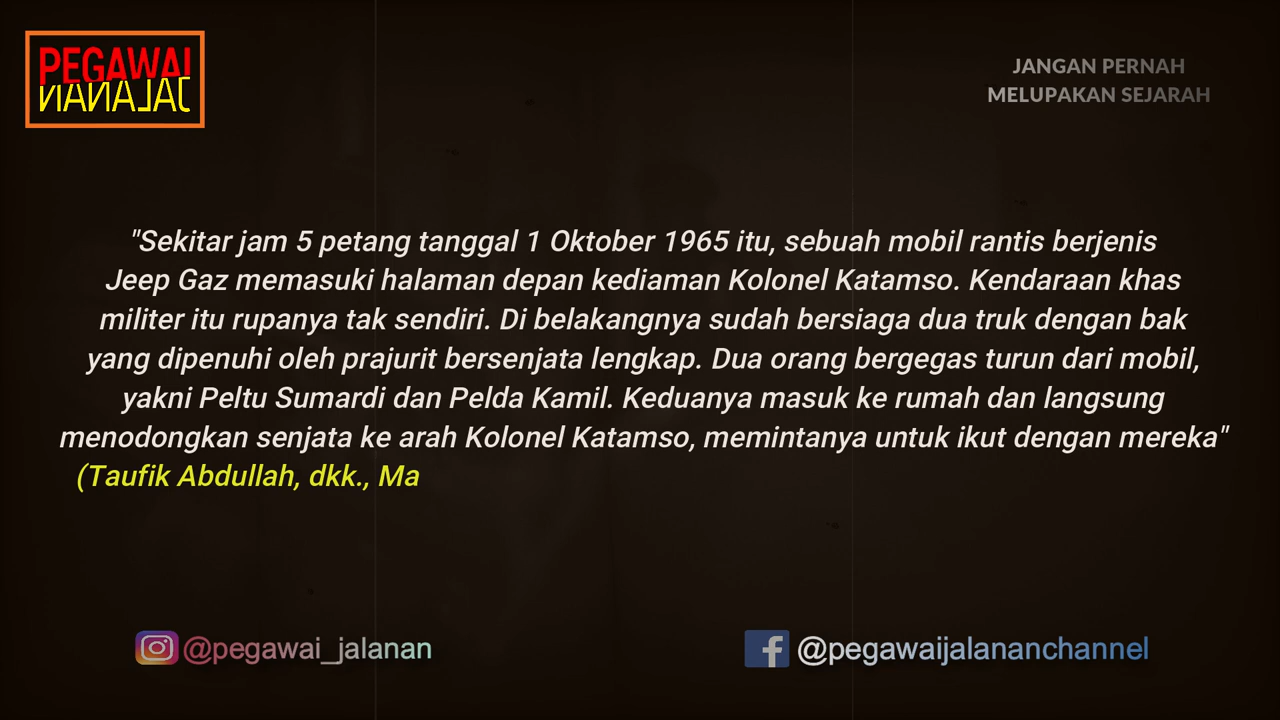 PEGAWAI
JALANAN
JANGAN PERNAH
MELUPAKAN SEJARAH
"Sekitar jam 5 petang tanggal 1 Oktober 1965 itu, sebuah mobil rantis berjenis
Jeep Gaz memasuki halaman depan kediaman Kolonel Katamso. Kendaraan khas
militer itu rupanya tak sendiri. Di belakangnya sudah bersiaga dua truk dengan bak
yang dipenuhi oleh prajurit bersenjata lengkap. Dua orang bergegas turun dari mobil,
yakni Peltu Sumardi dan Pelda Kamil. Keduanya masuk ke rumah dan langsung
menodongkan senjata ke arah Kolonel Katamso, memintanya untuk ikut dengan mereka"
(Taufik Abdullah, dkk., Ma
@pegawai_jalanan
@pegawaijalananchannel